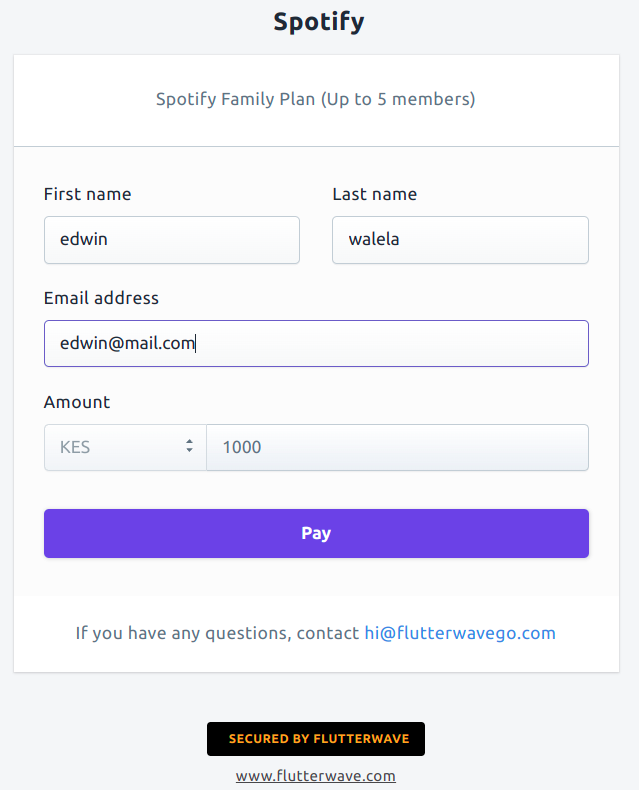 Spotify
Spotify Family Plan (Up to 5 members)
First name Last name
edwin walela
Email address
edwin@mail.com
Amount
KES 1000
Pay
If you have any questions, contact hi@flutterwavego.com
SECURED BY FLUTTERWAVE
www.flutterwave.com